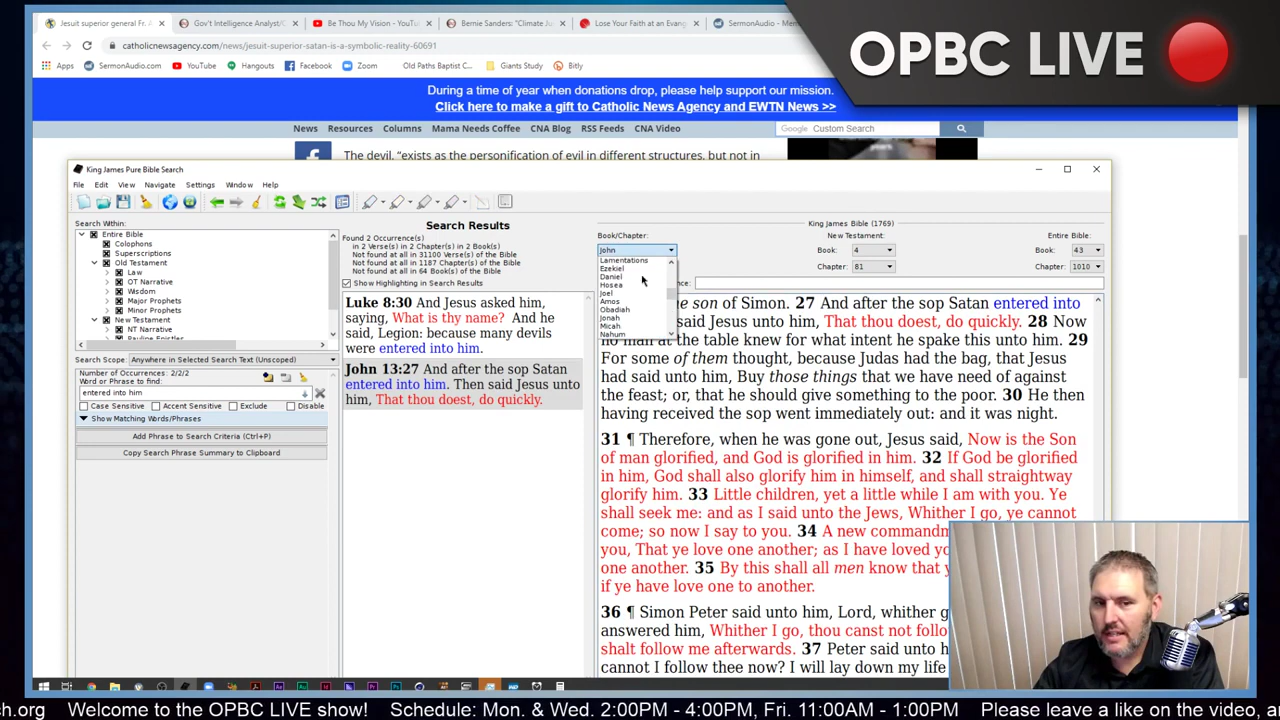 Jesuit superior general Fr. A
Gov't Intelligence Analyst/C
Be Thou My Vision - YouTu
Bernie Sanders: "Climate Ju
Lose Your Faith at an Evang
SermonAudio - Mem
OPBC LIVE
catholicnewsagency.com/news/jesuit-superior-satan-is-a-symbolic-reality-60691
Apps SermonAudio.com YouTube Hangouts Facebook Zoom Old Paths Baptist C... Giants Study Bitly
During a time of year when donations drop, please help support our mission.
Click here to make a gift to Catholic News Agency and EWTN News >>
News Resources Columns Mama Needs Coffee CNA Blog RSS Feeds CNA Video Google Custom Search
The devil, "exists as the personification of evil in different structures, but not in
King James Pure Bible Search
File Edit View Navigate Settings Window Help
Search Within:
Entire Bible
Colophons
Superscriptions
Old Testament
Law
OT Narrative
Wisdom
Major Prophets
Minor Prophets
New Testament
NT Narrative
Pauline Epistles
Search Scope: Anywhere in Selected Search Text (Unscoped)
Number of Occurrences: 2/2/2
Word or Phrase to find:
entered into him
Case Sensitive Accent Sensitive Exclude Disable
Show Matching Words/Phrases
Add Phrase to Search Criteria (Ctrl+P)
Copy Search Phrase Summary to Clipboard
Search Results
Found 2 Occurrence(s)
in 2 Verse(s) in 2 Chapter(s) in 2 Book(s)
Not found at all in 31100 Verse(s) of the Bible
Not found at all in 1187 Chapter(s) of the Bible
Not found at all in 64 Book(s) of the Bible
Show Highlighting in Search Results
Luke 8:30 And Jesus asked him,
saying, What is thy name? And he
said, Legion: because many devils
were entered into him.
John 13:27 And after the sop Satan
entered into him. Then said Jesus unto
him, That thou doest, do quickly.
King James Bible (1769)
Book/Chapter: New Testament: Entire Bible:
John Book: 4 Book: 43
Chapter: 81 Chapter: 1010
Lamentations
Ezekiel
Daniel
Hosea
Joel
Amos
Obadiah
Jonah
Micah
Nahum
nce:
the son of Simon. 27 And after the sop Satan entered into
said Jesus unto him, That thou doest, do quickly. 28 Now
no man at the table knew for what intent he spake this unto him. 29
For some of them thought, because Judas had the bag, that Jesus
had said unto him, Buy those things that we have need of against
the feast; or, that he should give something to the poor. 30 He then
having received the sop went immediately out: and it was night.
31 ¶ Therefore, when he was gone out, Jesus said, Now is the Son
of man glorified, and God is glorified in him. 32 If God be glorified
in him, God shall also glorify him in himself, and shall straightway
glorify him. 33 Little children, yet a little while I am with you. Ye
shall seek me: and as I said unto the Jews, Whither I go, ye cannot
come; so now I say to you. 34 A new commandm
you, That ye love one another; as I have loved yo
one another. 35 By this shall all men know that y
if ye have love one to another.
36 ¶ Simon Peter said unto him, Lord, whither g
answered him, Whither I go, thou canst not follo
shalt follow me afterwards. 37 Peter said unto h
cannot I follow thee now? I will lay down my life
ch.org Welcome to the OPBC LIVE show! Schedule: Mon. & Wed. 2:00PM - 4:00PM, Fri. 11:00AM - 1:00PM Please leave a like on the video, a